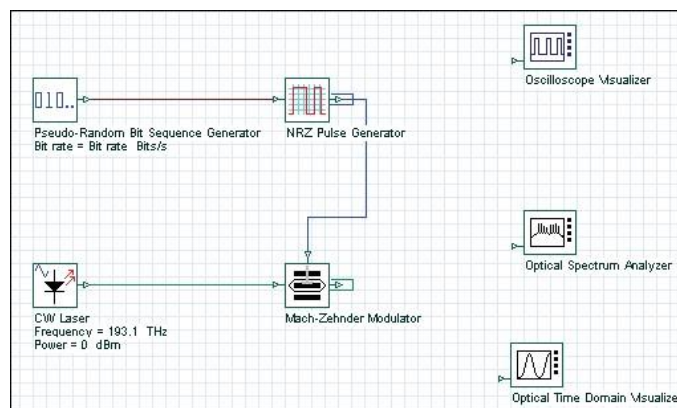 Oscilloscope Visualizer
010..
Pseudo-Random Bit Sequence Generator
Bit rate = Bit rate Bits/s
NRZ Pulse Generator
Optical Spectrum Analyzer
CW Laser
Frequency = 193.1 THz
Power = 0 dBm
Mach-Zehnder Modulator
Optical Time Domain Visualize